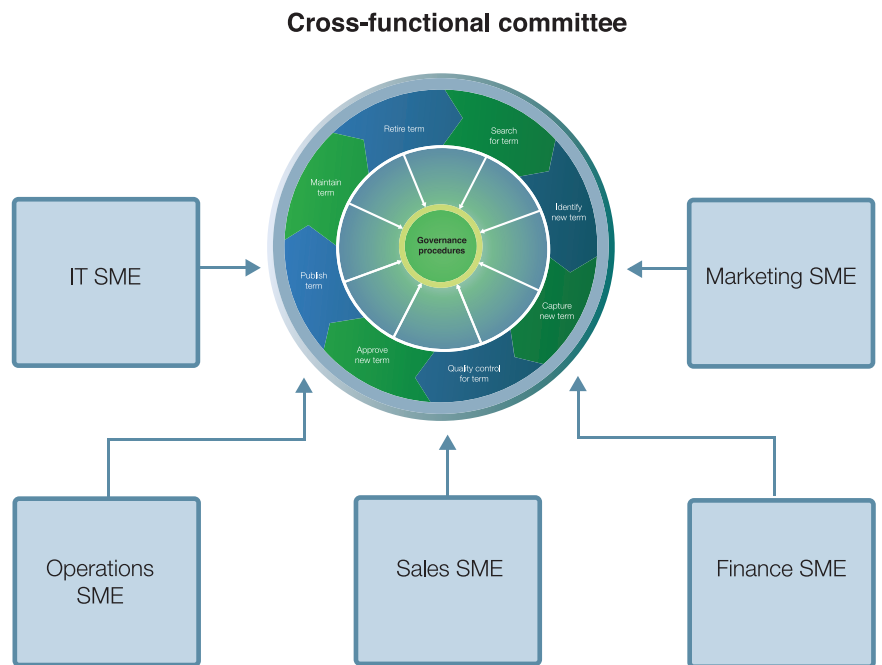 Cross-functional committee
Retire term
Search
for term
Maintain
term
Identify
new term
Governance
procedures
IT SME
Marketing SME
Publish
term
Capture
new term
Approve
new term
Quality control
for term
Operations
SME
Sales SME
Finance SME